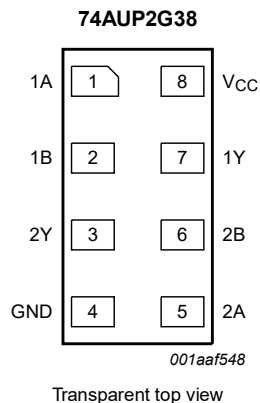 74AUP2G38
1A 1 8 VCC
1B 2 7 1Y
2Y 3 6 2B
GND 4 5 2A
001aaf548
Transparent top view